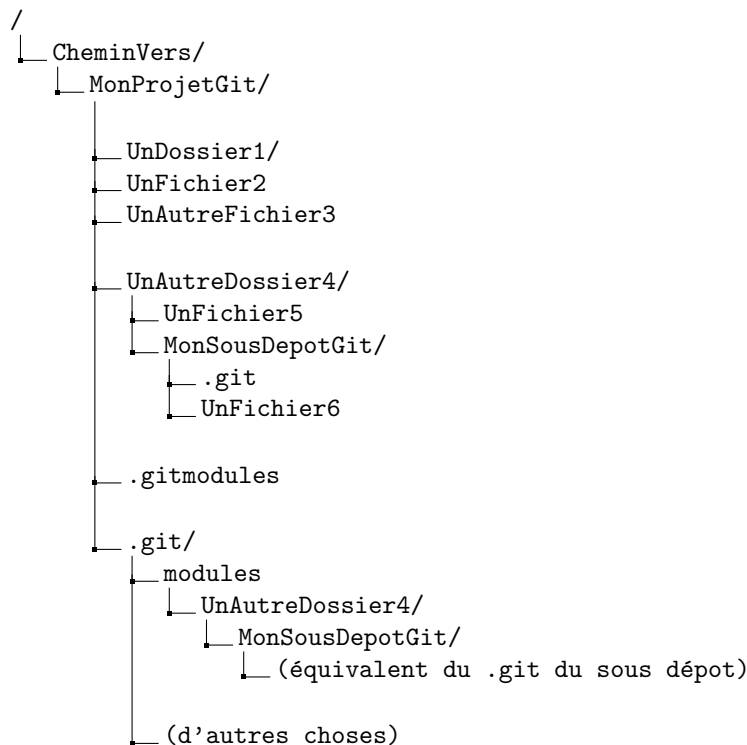 /
CheminVers/
MonProjetGit/
UnDossier1/
UnFichier2
UnAutreFichier3
UnAutreDossier4/
UnFichier5
MonSousDepotGit/
.git
UnFichier6
.gitmodules
.git/
modules
UnAutreDossier4/
MonSousDepotGit/
(équivalent du .git du sous dépot)
(d'autres choses)